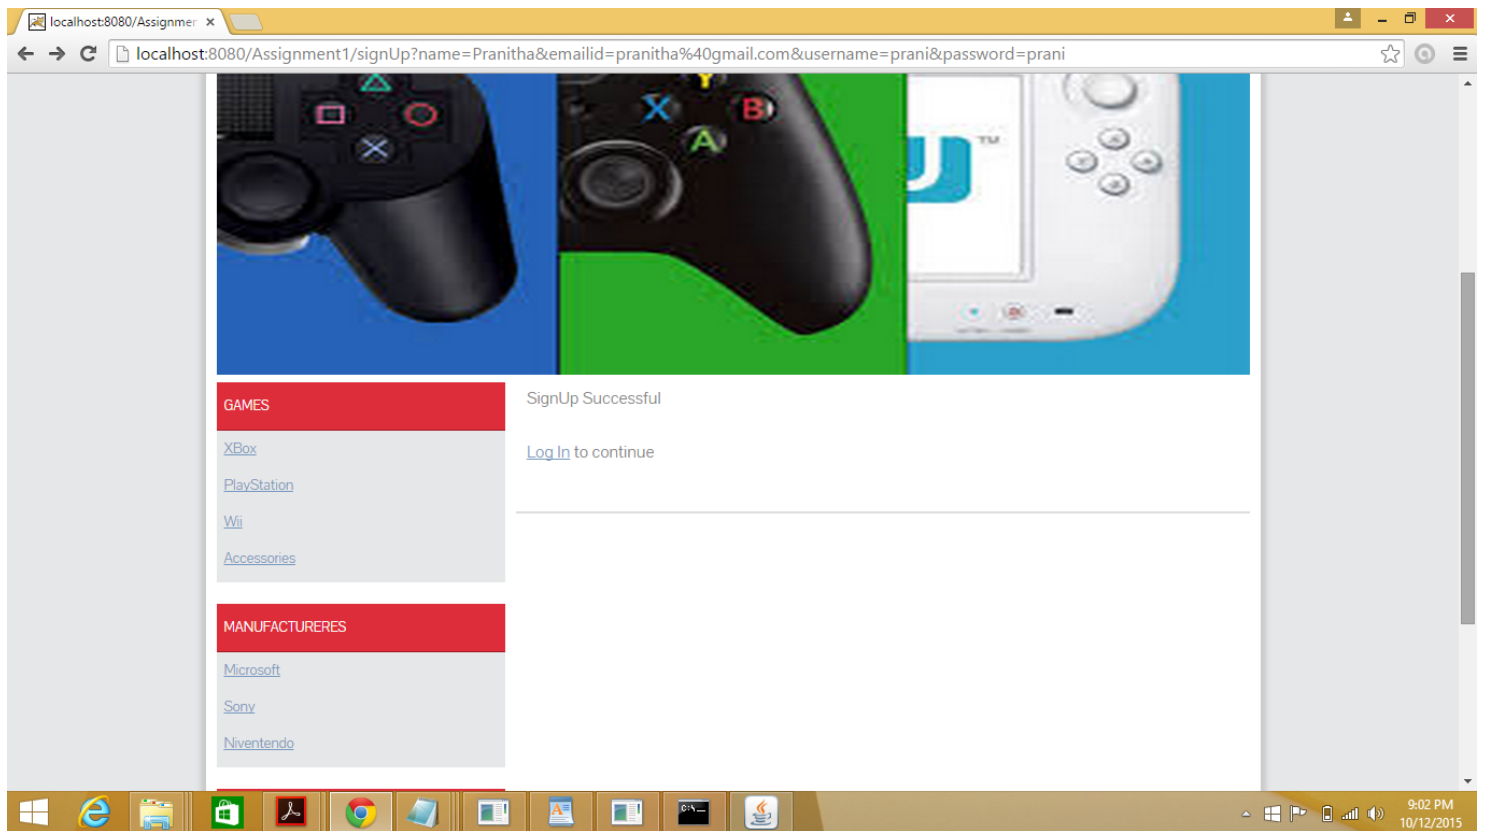 localhost:8080/Assignmer
localhost:8080/Assignment1/signUp?name=Pranitha&emailid=pranitha%40gmail.com&username=prani&password=prani
Y
X B
A
U
TM
GAMES
XBox
PlayStation
Wii
Accessories
SignUp Successful
Log In to continue
MANUFACTURERES
Microsoft
Sony
Niventendo
9:02 PM
10/12/2015